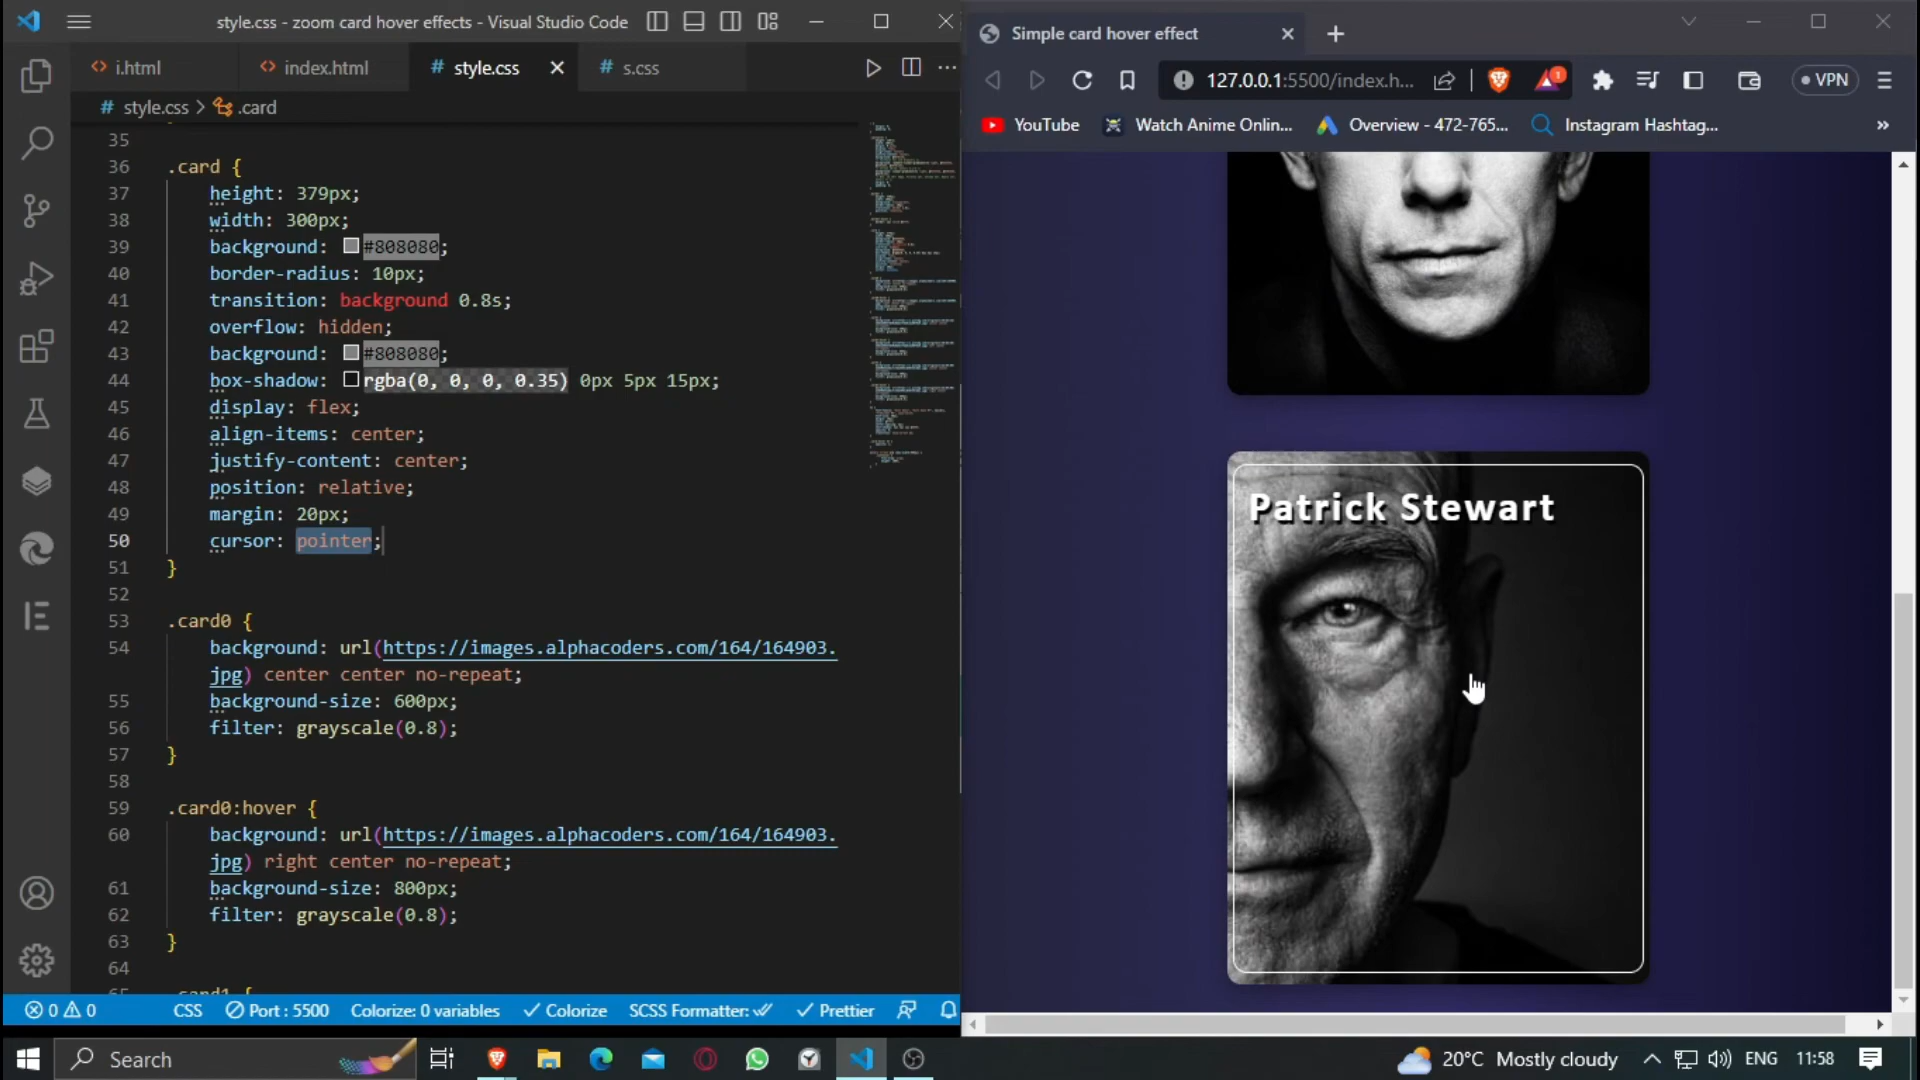 style.css - zoom card hover effects - Visual Studio Code
i.html
index.html
style.css
s.css
style.css > .card
35
36 .card {
37 height: 379px;
38 width: 300px;
39 background: #808080;
40 border-radius: 10px;
41 transition: background 0.8s;
42 overflow: hidden;
43 background: #808080;
44 box-shadow: rgba(0, 0, 0, 0.35) 0px 5px 15px;
45 display: flex;
46 align-items: center;
47 justify-content: center;
48 position: relative;
49 margin: 20px;
50 cursor: pointer;
51 }
52
53 .card0 {
54 background: url(https://images.alphacoders.com/164/164903.
jpg) center center no-repeat;
55 background-size: 600px;
56 filter: grayscale(0.8);
57 }
58
59 .card0:hover {
60 background: url(https://images.alphacoders.com/164/164903.
jpg) right center no-repeat;
61 background-size: 800px;
62 filter: grayscale(0.8);
63 }
64
65 .card1 {
0 0 CSS Port : 5500 Colorize: 0 variables Colorize SCSS Formatter: Prettier
Simple card hover effect
127.0.0.1:5500/index.h...
1
VPN
YouTube
Watch Anime Onlin...
Overview - 472-765...
Instagram Hashtag...
»
Patrick Stewart
Search
20°C Mostly cloudy
ENG
11:58